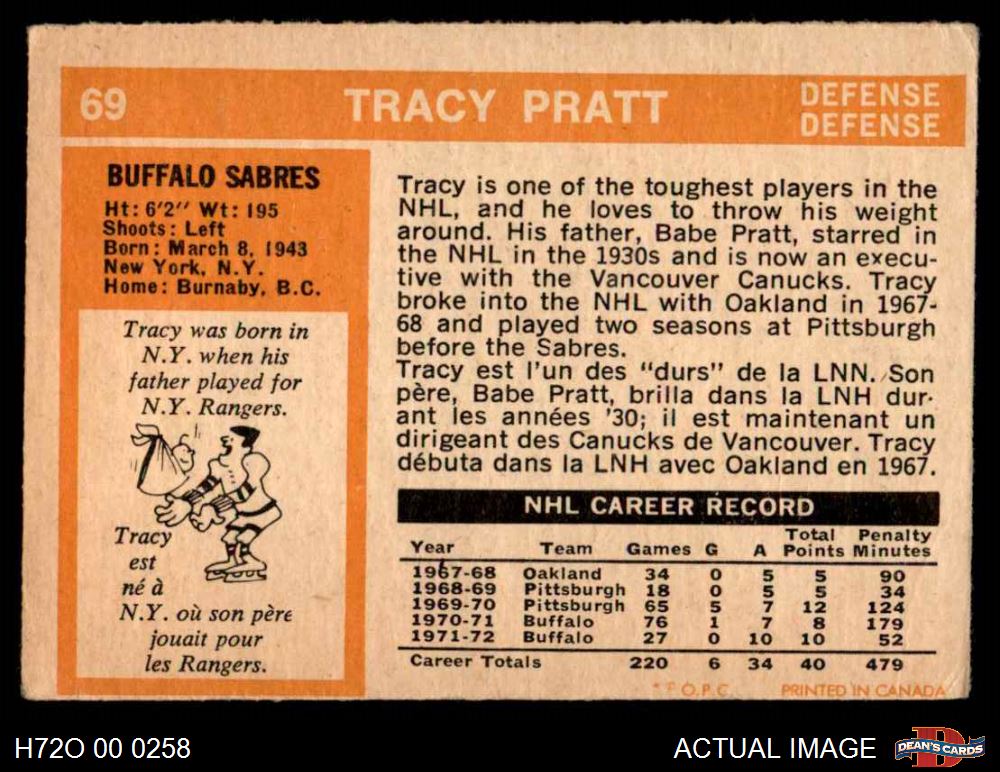 69 TRACY PRATT DEFENSE
DEFENSE
BUFFALO SABRES
Ht: 6'2″ Wt: 195
Shoots: Left
Born: March 8, 1943
New York, N.Y.
Home: Burnaby, B.C.
Tracy was born in
N.Y. when his
father played for
N.Y. Rangers.
Tracy
est
né à
N.Y. où son père
jouait pour
les Rangers.
Tracy is one of the toughest players in the
NHL, and he loves to throw his weight
around. His father, Babe Pratt, starred in
the NHL in the 1930s and is now an execu-
tive with the Vancouver Canucks. Tracy
broke into the NHL with Oakland in 1967-
68 and played two seasons at Pittsburgh
before the Sabres.
Tracy est l'un des "durs" de la LNN. Son
père, Babe Pratt, brilla dans la LNH dur-
ant les années '30; il est maintenant un
dirigeant des Canucks de Vancouver. Tracy
débuta dans la LNH avec Oakland en 1967.
NHL CAREER RECORD
Year Team Games G A Total Points Penalty Minutes
1967-68 Oakland 34 0 5 5 90
1968-69 Pittsburgh 18 0 5 5 34
1969-70 Pittsburgh 65 5 7 12 124
1970-71 Buffalo 76 1 7 8 179
1971-72 Buffalo 27 0 10 10 52
Career Totals 220 6 34 40 479
O.P.C. PRINTED IN CANADA
H72O 00 0258 ACTUAL IMAGE DEAN'S CARDS